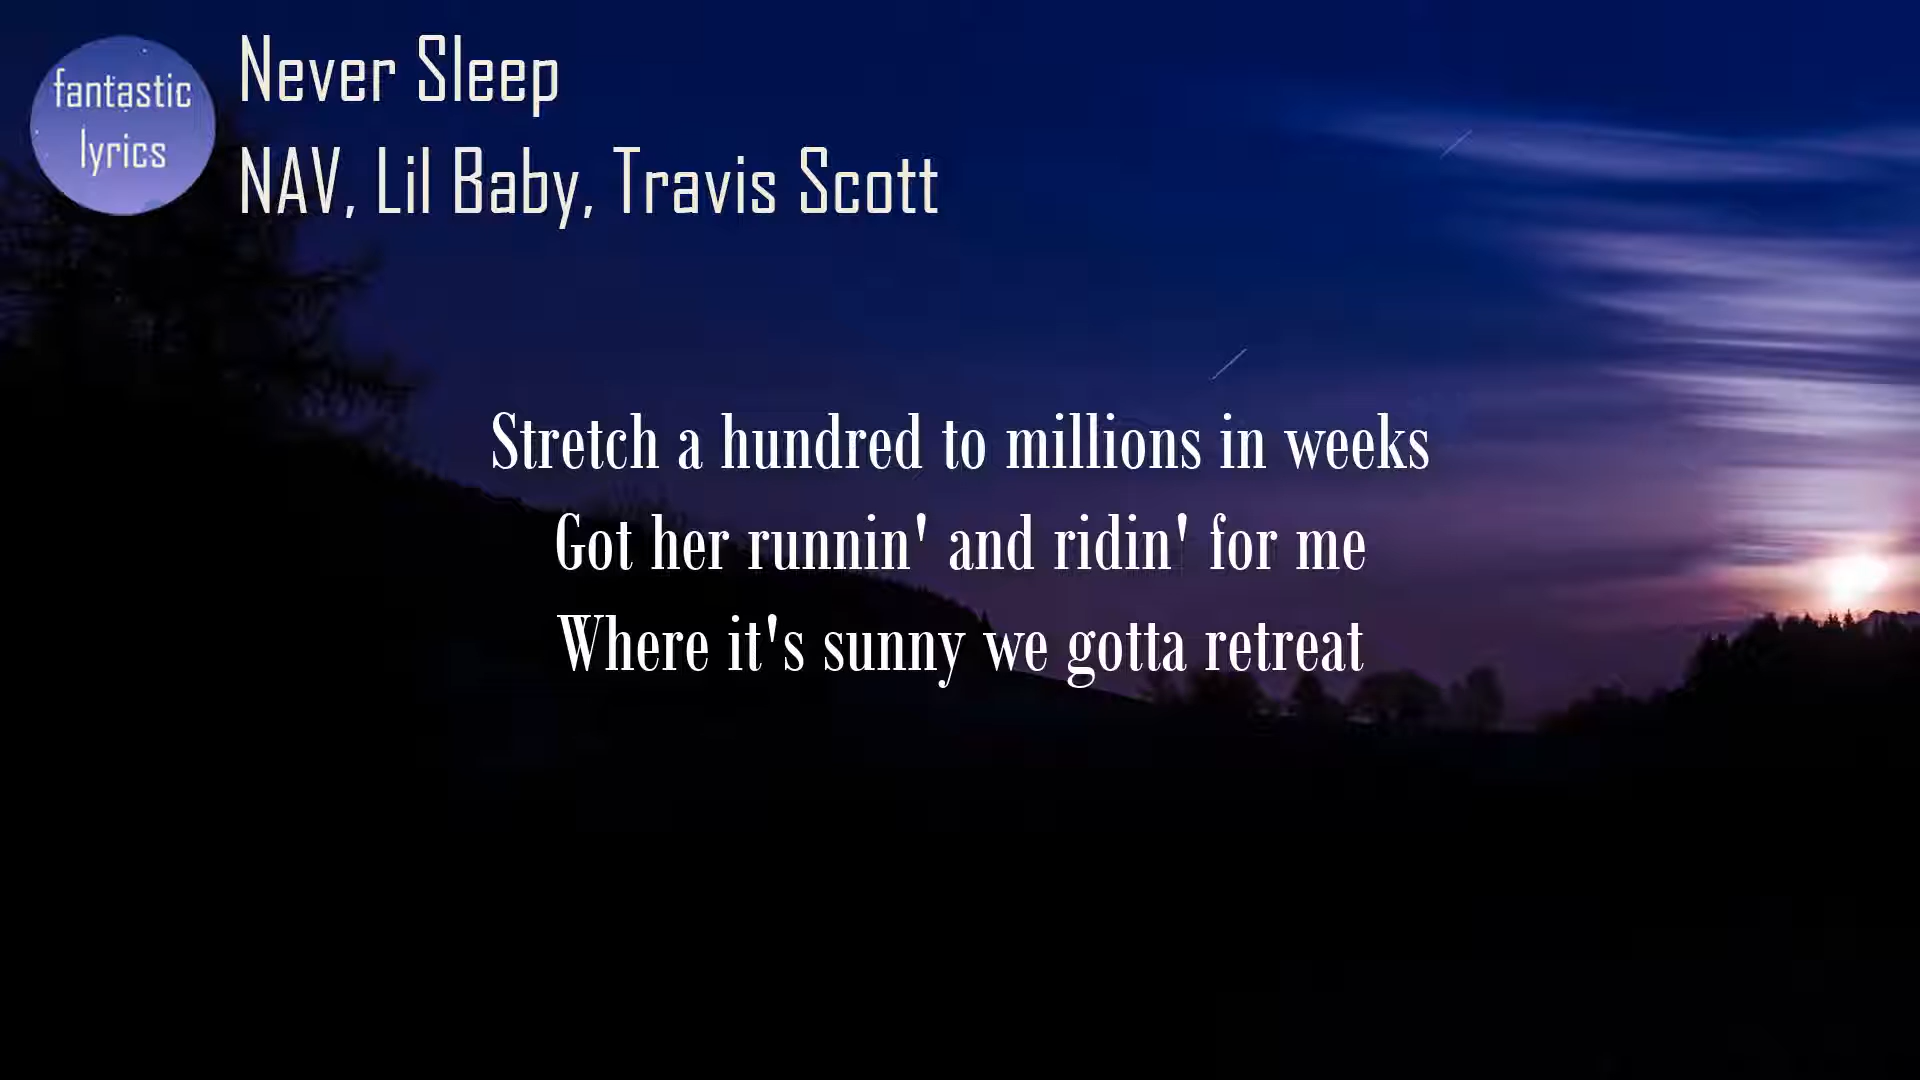 fantastic
lyrics
Never Sleep
NAV, Lil Baby, Travis Scott
Stretch a hundred to millions in weeks
Got her runnin' and ridin' for me
Where it's sunny we gotta retreat